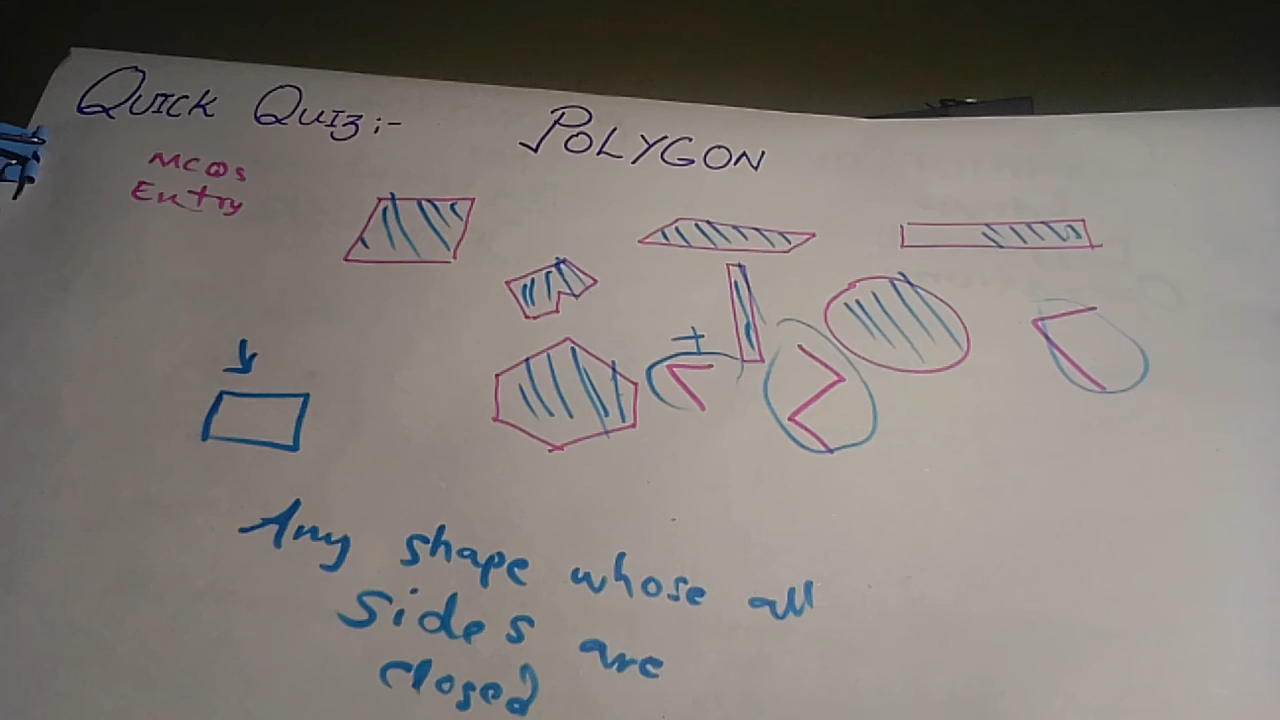 QUICK QUIZ:-
POLYGON
MCQs
Entry
Any shape whose all
sides are
closed